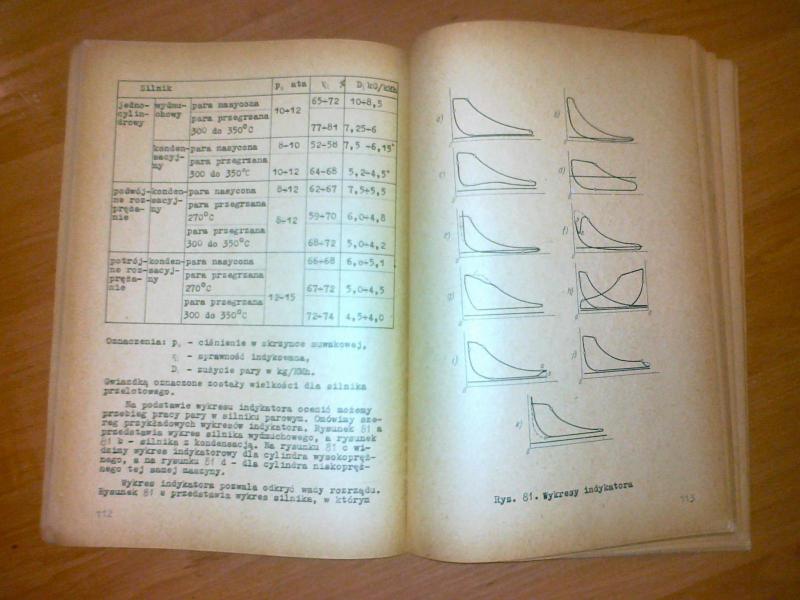 Silnik p₁ ata ηᵢ % Dᵢ kG/KMh
jedno- wydmu- para nasycona 10÷12 65÷72 10÷8,5
cylin- chowy para przegrzana
drowy 300 do 350°C 77÷81 7,25÷6
konden- para nasycona 8÷10 52÷58 7,5 ÷6,15*
sacyj- para przegrzana
ny 300 do 350°C 10÷12 64÷68 5,2÷4,5*
podwój- konden- para nasycona 8÷12 62÷67 7,5÷5,5
ne roz- sacyj- para przegrzana
pręża- ny 270°C 8÷12 59÷70 6,0÷4,8
nie para przegrzana
300 do 350°C 68÷72 5,0÷4,2
potrój- konden- para nasycona 66÷68 6,0÷5,1
ne roz- sacyj- para przegrzana
pręża- ny 270°C 12÷15 67÷72 5,0÷4,5
nie para przegrzana
300 do 350°C 72÷74 4,5÷4,0
Oznaczenia: p₁ - ciśnienie w skrzynce suwakowej,
ηᵢ - sprawność indykowana,
Dᵢ - zużycie pary w kg/KMh.
Gwiazdką oznaczone zostały wielkości dla silnika
przelotowego.
Na podstawie wykresu indykatora ocenić możemy
przebieg pracy pary w silniku parowym. Omówimy sze-
reg przykładowych wykresów indykatora. Rysunek 81 a
przedstawia wykres silnika wydmuchowego, a rysunek
81 b - silnika z kondensacją. Na rysunku 81 c wi-
dzimy wykres indykatorowy dla cylindra wysokopręż-
nego, a na rysunku 81 d - dla cylindra niskopręż-
nego tej samej maszyny.
Wykres indykatora pozwala odkryć wady rozrządu.
Rysunek 81 e przedstawia wykres silnika, w którym
112
a)
b)
c)
d)
e)
f)
g)
h)
i)
j)
k)
Rys. 81. Wykresy indykatora
113